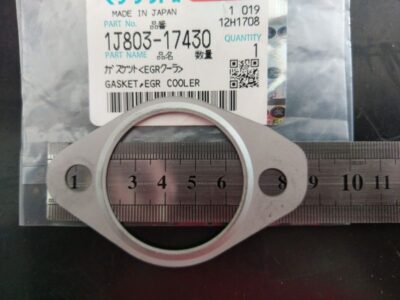 MADE IN JAPAN
1 019
PART No. 品番
12H1708
1J803-17430
QUANTITY
PART NAME 品名 数量
1
ガスケット<EGRクーラ>
GASKET,EGR COOLER
1 3 4 5 6 8 9 10 11